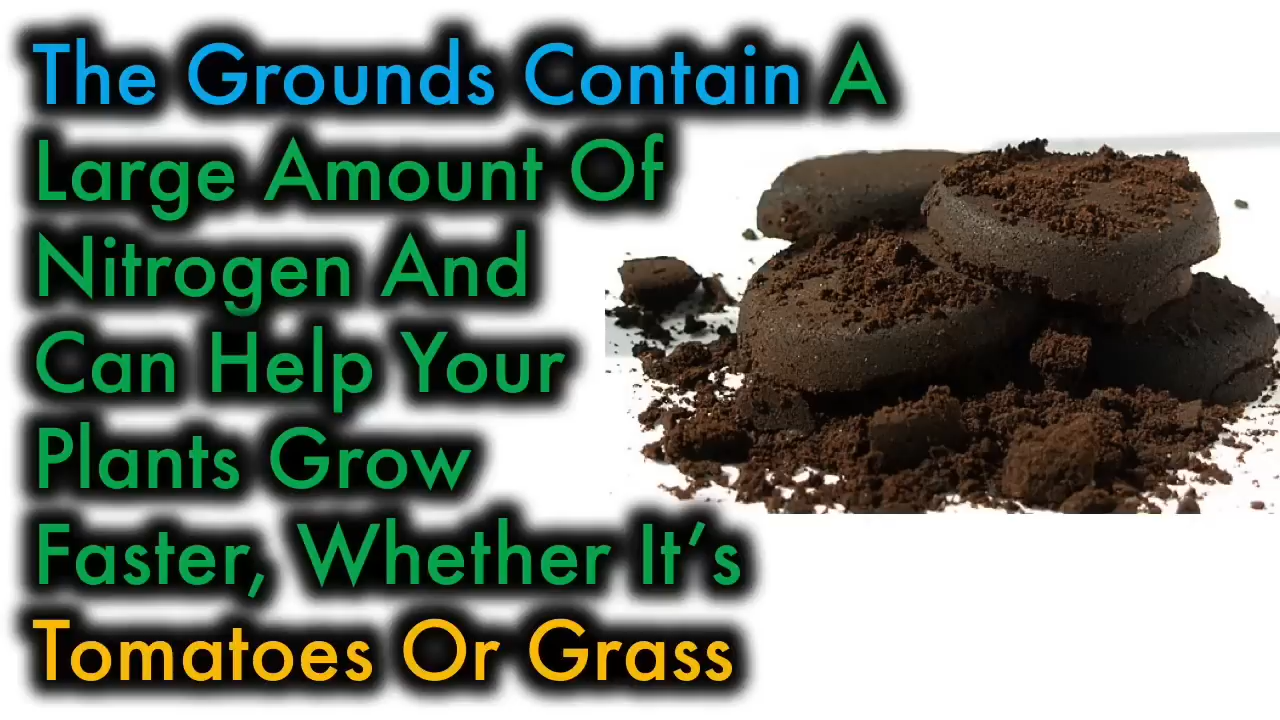 The Grounds Contain A
Large Amount Of
Nitrogen And
Can Help Your
Plants Grow
Faster, Whether It’s
Tomatoes Or Grass